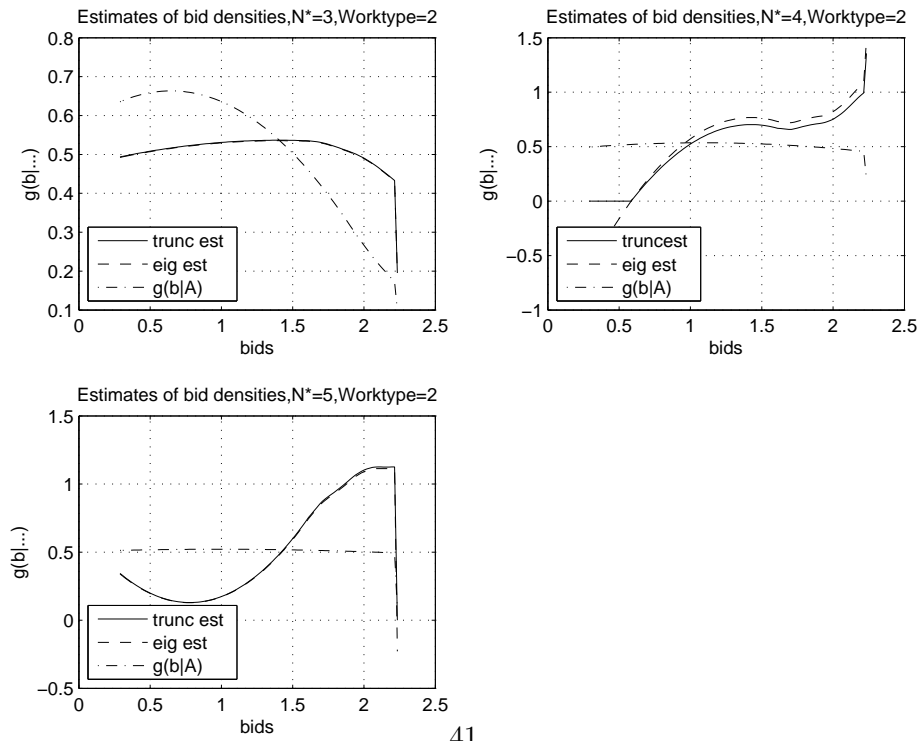 Estimates of bid densities,N*=3,Worktype=2
0.8
0.7
0.6
0.5
0.4
0.3
0.2
0.1
g(b|...)
trunc est
eig est
g(b|A)
0 0.5 1 1.5 2 2.5
bids
Estimates of bid densities,N*=4,Worktype=2
1.5
1
0.5
0
−0.5
−1
g(b|...)
truncest
eig est
g(b|A)
0 0.5 1 1.5 2 2.5
bids
Estimates of bid densities,N*=5,Worktype=2
1.5
1
0.5
0
−0.5
g(b|...)
trunc est
eig est
g(b|A)
0 0.5 1 1.5 2 2.5
bids
41